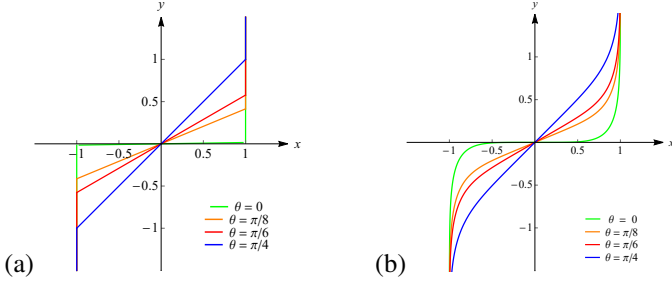 y
1
0.5
−1 −0.5 0.5 1 x
−0.5
−1
θ = 0
θ = π/8
θ = π/6
θ = π/4
(a)
y
1
0.5
−1 −0.5 0.5 1 x
−0.5
−1
θ = 0
θ = π/8
θ = π/6
θ = π/4
(b)